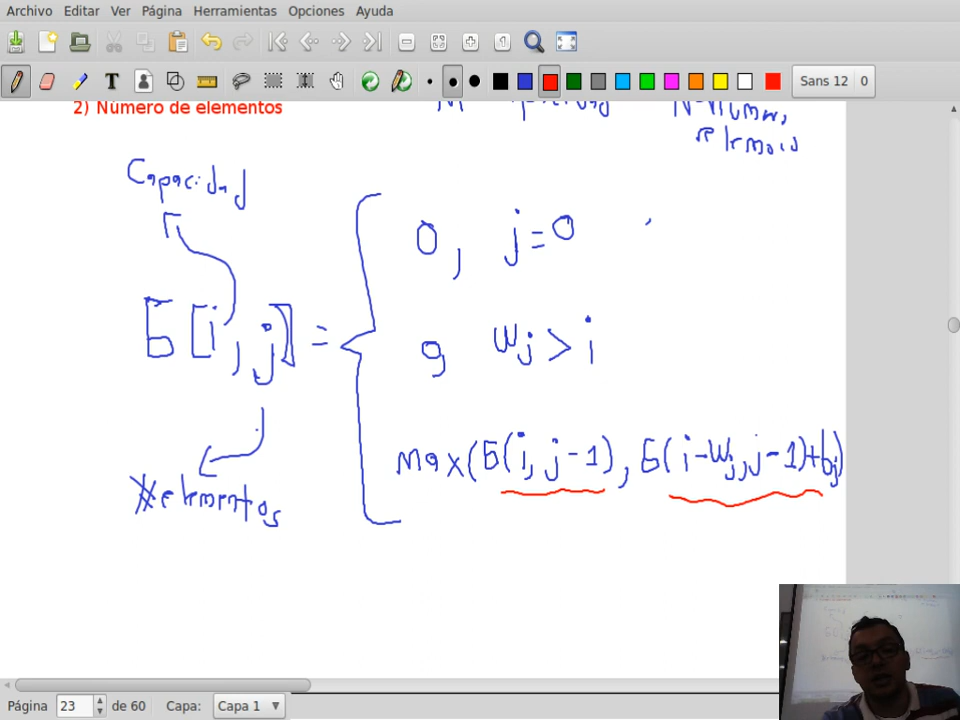 Archivo Editar Ver Página Herramientas Opciones Ayuda
T Sans 12 0
2) Número de elementos
Capacidad
0, j=0
Б[i,j] =
9 Wj > i
Max(Б(i, j-1), Б(i-Wj, j-1)+bj)
#elementos
Página 23 de 60 Capa: Capa 1